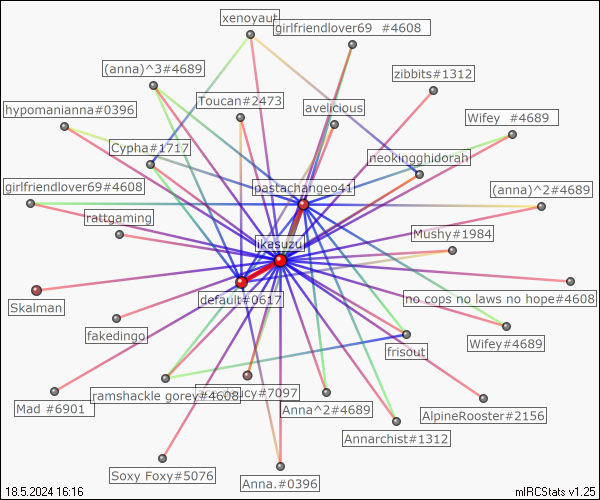 xenoyaut
girlfriendlover69 #4608
(anna)^3#4689
zibbits#1312
Toucan#2473
avelicious
hypomanianna#0396
Wifey #4689
Cypha#1717
neokingghidorah
girlfriendlover69#4608
pastachangeo41
(anna)^2#4689
rattgaming
Mushy#1984
ikasuzu
Skalman
default#0617
no cops no laws no hope#4608
fakedingo
frisout
Wifey#4689
ramshackle gorey#4608
ucy#7097
Mad #6901
Anna^2#4689
AlpineRooster#2156
Annarchist#1312
Soxy Foxy#5076
Anna.#0396
18.5.2024 16:16
mIRCStats v1.25